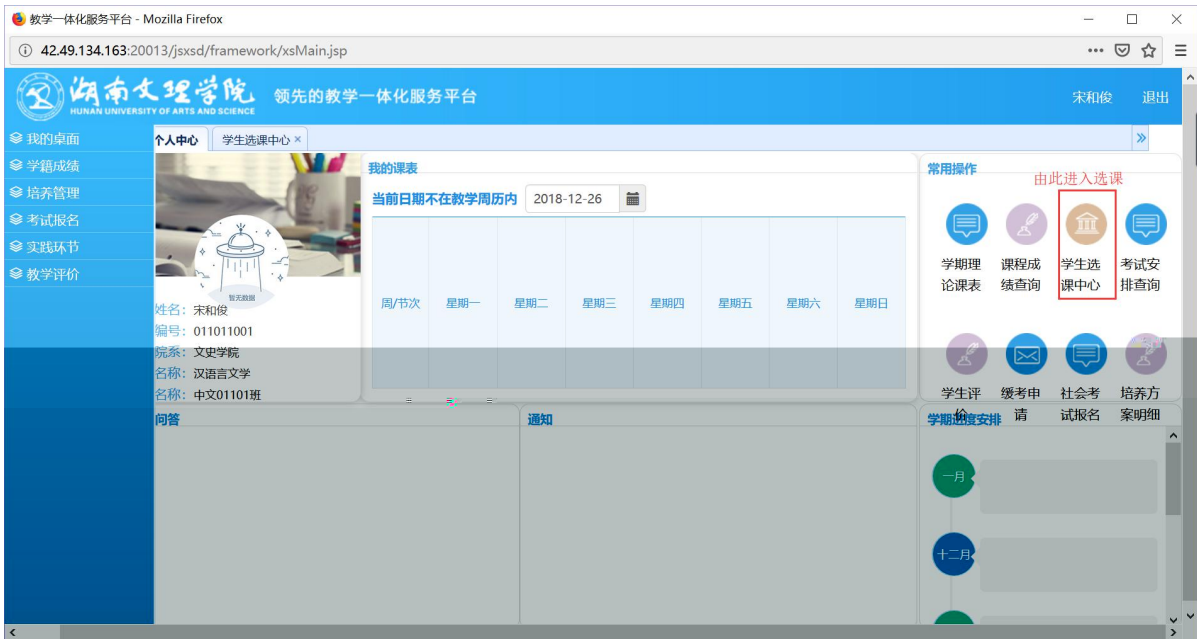 教学一体化服务平台 - Mozilla Firefox
42.49.134.163:20013/jsxsd/framework/xsMain.jsp
湖南文理学院
HUNAN UNIVERSITY OF ARTS AND SCIENCE
领先的教学一体化服务平台
宋和俊 退出
我的桌面
学籍成绩
培养管理
考试报名
实践环节
教学评价
个人中心 学生选课中心 ×
暂无数据
姓名：宋和俊
编号：011011001
院系：文史学院
名称：汉语言文学
名称：中文01101班
我的课表
当前日期不在教学周历内 2018-12-26
周/节次 星期一 星期二 星期三 星期四 星期五 星期六 星期日
常用操作
由此进入选课
学期理论课表
课程成绩查询
学生选课中心
考试安排查询
学生评价
缓考申请
社会考试报名
培养方案明细
问答
通知
学期进度安排
一月
十二月